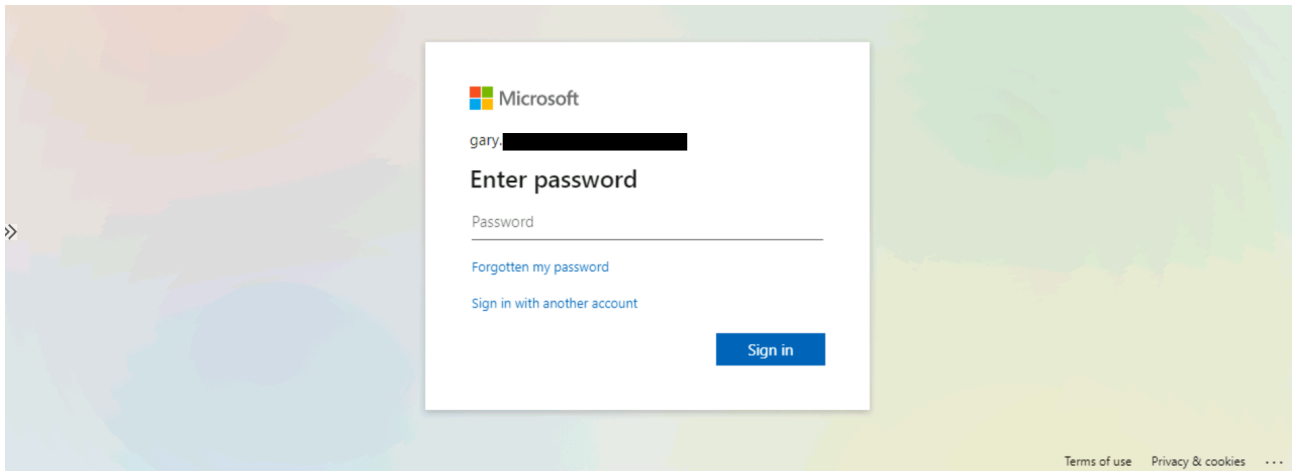 Microsoft
gary.
Enter password
Password
Forgotten my password
Sign in with another account
Sign in
Terms of use Privacy & cookies ...